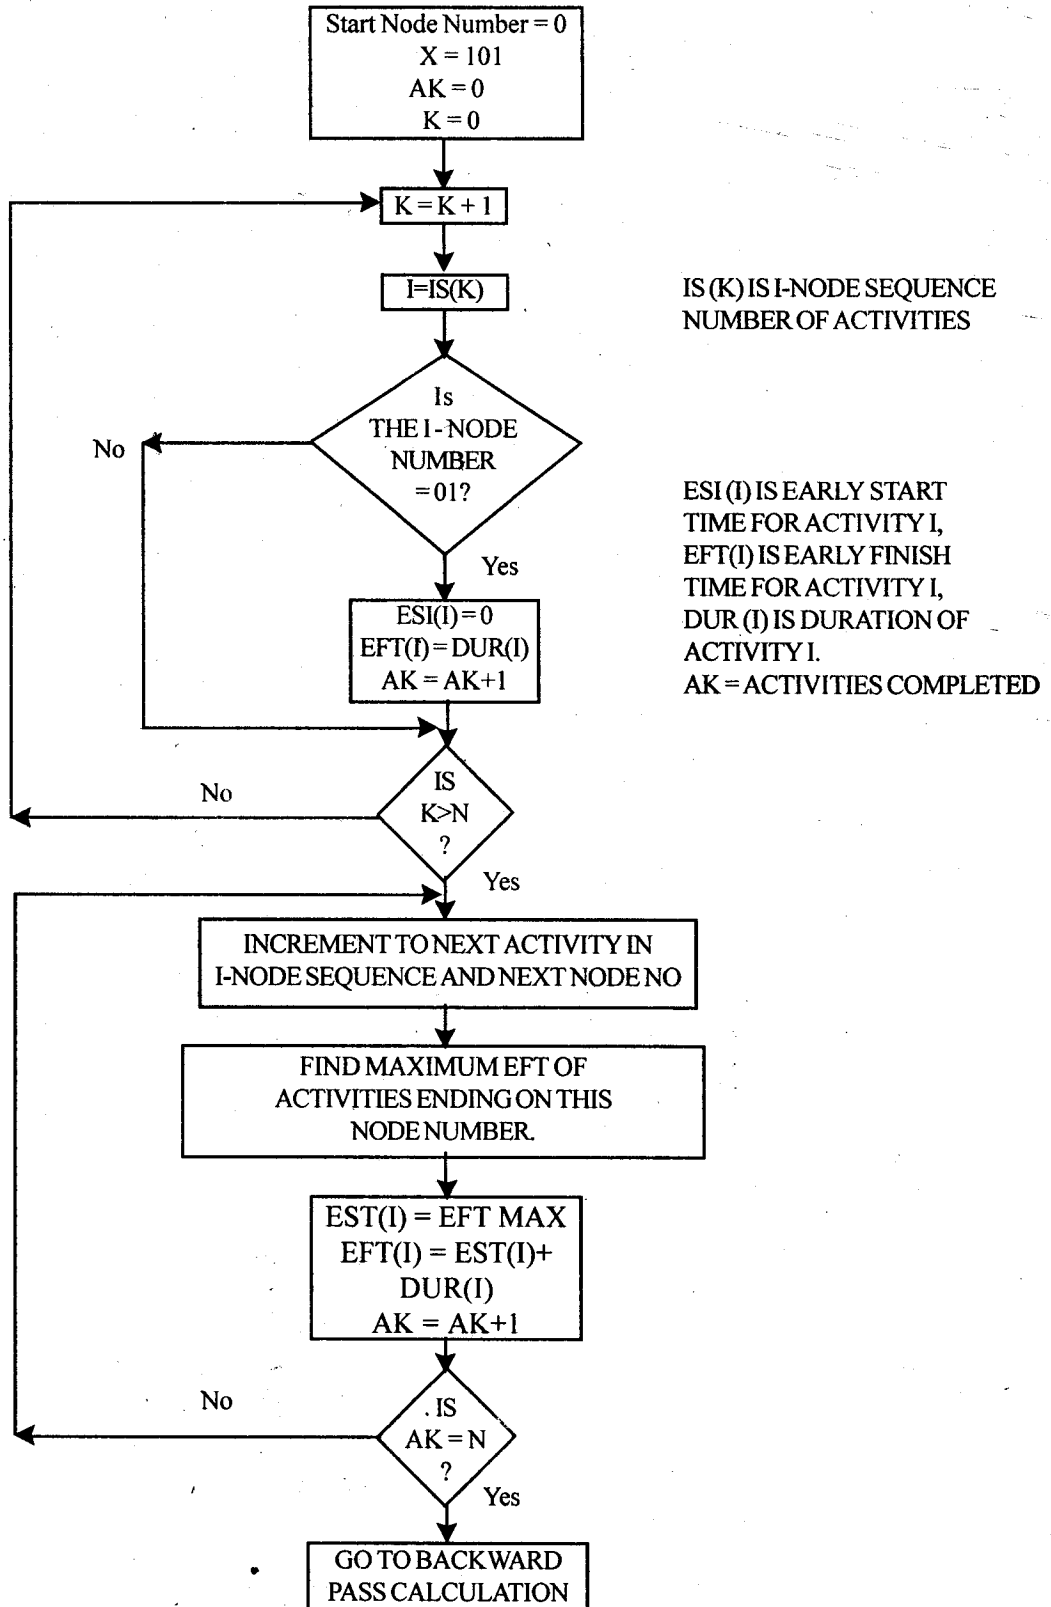 Start Node Number = 0
X = 101
AK = 0
K = 0
K = K + 1
I=IS(K)
IS (K) IS I-NODE SEQUENCE
NUMBER OF ACTIVITIES
Is
THE I - NODE
NUMBER
= 01?
No
Yes
ESI (I) IS EARLY START
TIME FOR ACTIVITY I,
EFT(I) IS EARLY FINISH
TIME FOR ACTIVITY I,
DUR (I) IS DURATION OF
ACTIVITY I.
AK = ACTIVITIES COMPLETED
ESI(I) = 0
EFT(I) = DUR(I)
AK = AK+1
IS
K>N
?
No
Yes
INCREMENT TO NEXT ACTIVITY IN
I-NODE SEQUENCE AND NEXT NODE NO
FIND MAXIMUM EFT OF
ACTIVITIES ENDING ON THIS
NODE NUMBER.
EST(I) = EFT MAX
EFT(I) = EST(I)+
DUR(I)
AK = AK+1
No
IS
AK = N
?
Yes
GO TO BACKWARD
PASS CALCULATION